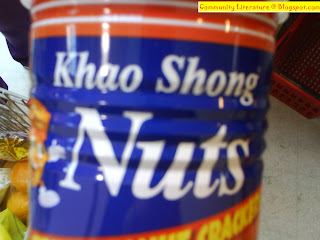 Community Literature @ Blogspot.com
Khao Shong
Nuts